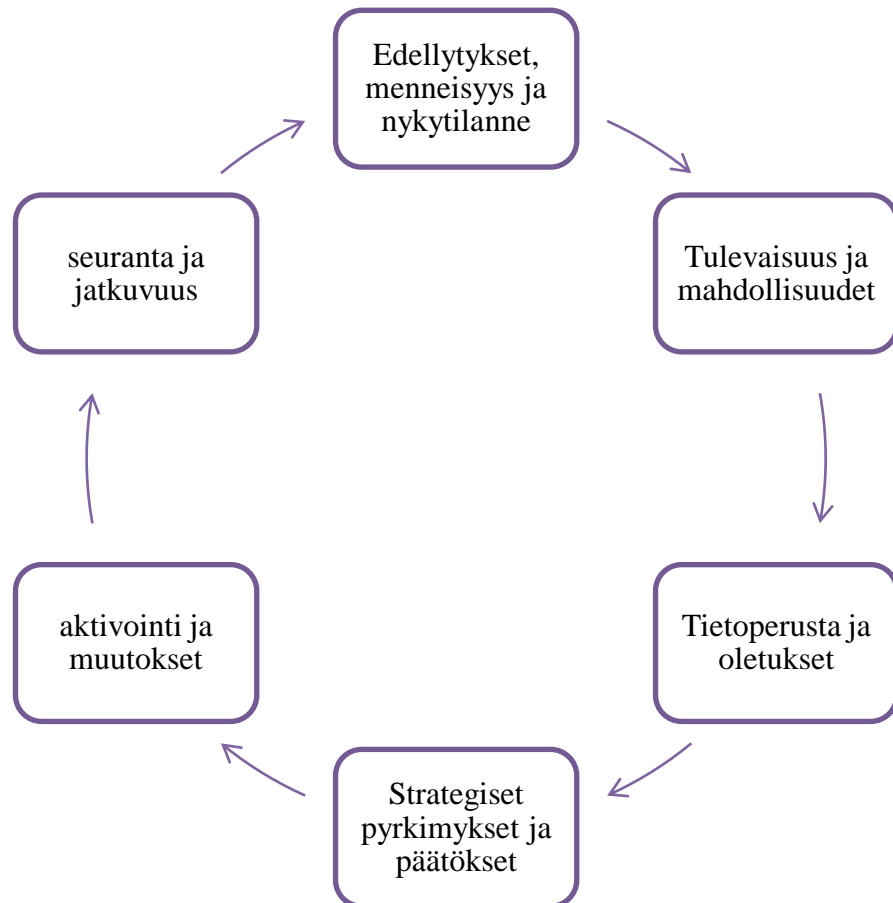 Edellytykset,
menneisyys ja
nykytilanne
Tulevaisuus ja
mahdollisuudet
Tietoperusta ja
oletukset
Strategiset
pyrkimykset ja
päätökset
aktivointi ja
muutokset
seuranta ja
jatkuvuus